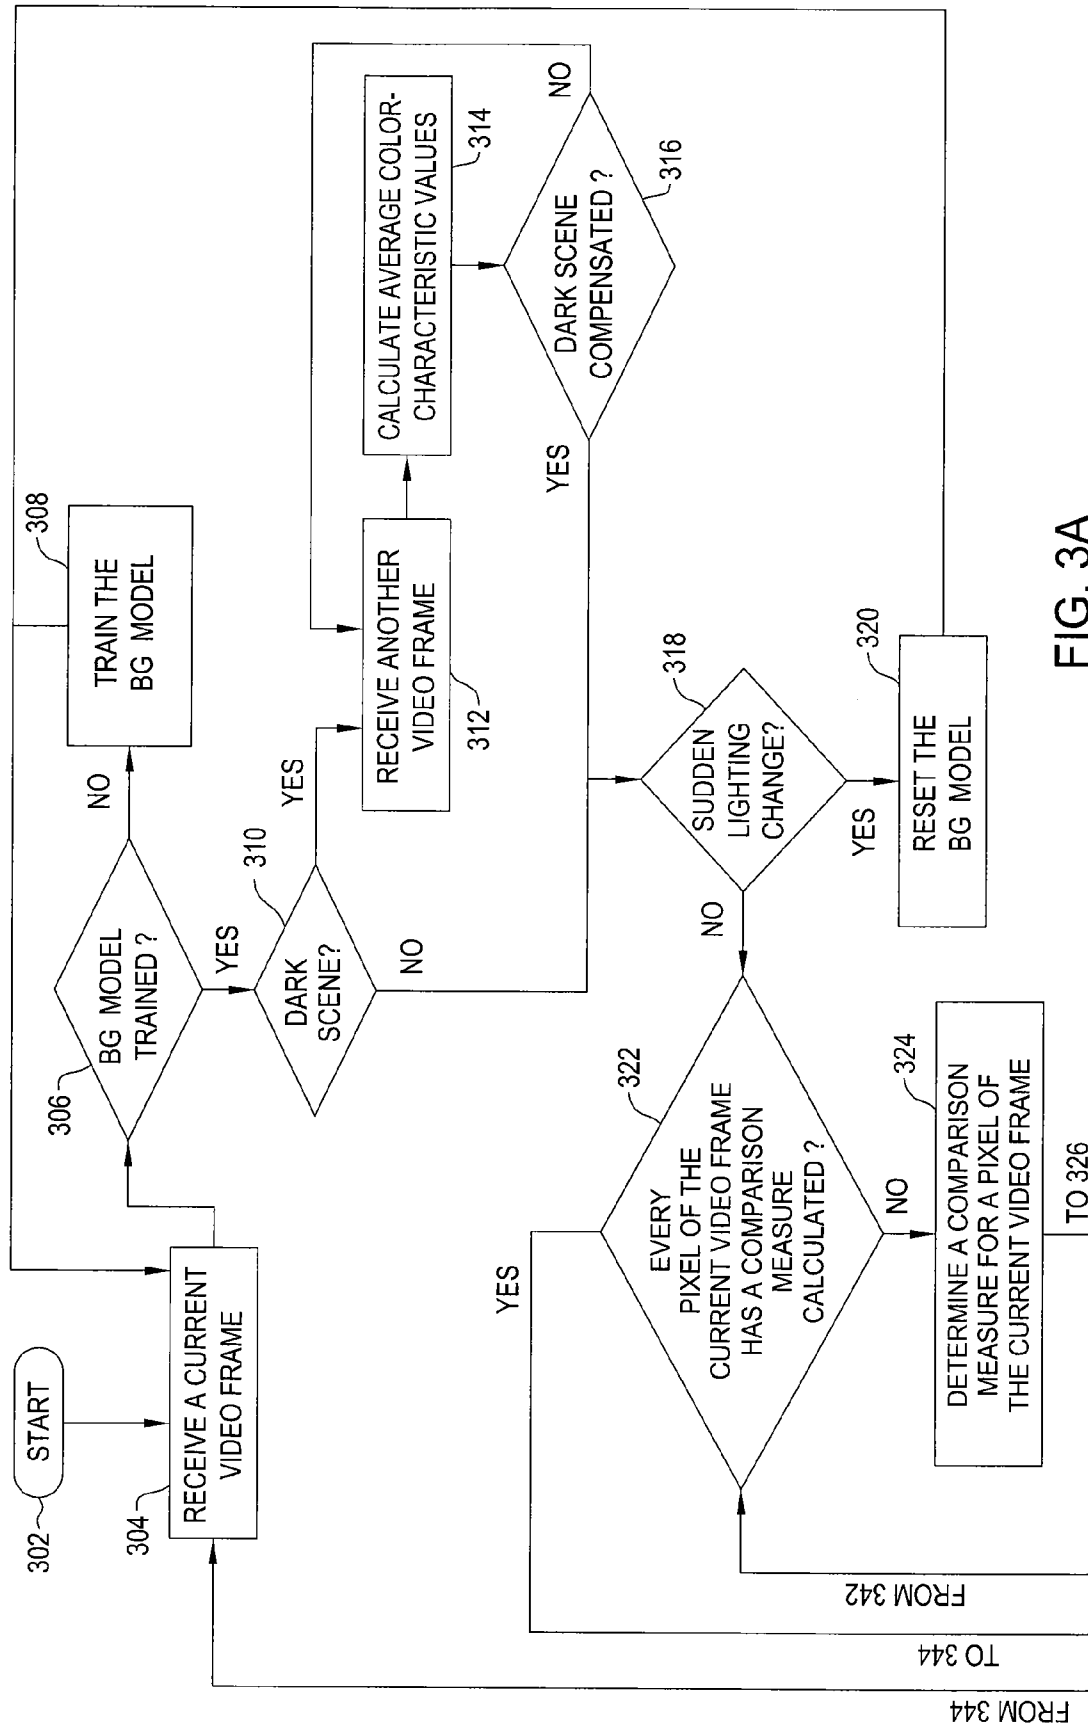 302
START
304
RECEIVE A CURRENT
VIDEO FRAME
306
BG MODEL
TRAINED ?
NO
308
TRAIN THE
BG MODEL
YES
310
DARK
SCENE?
YES
NO
RECEIVE ANOTHER
VIDEO FRAME
312
CALCULATE AVERAGE COLOR-
CHARACTERISTIC VALUES
314
DARK SCENE
COMPENSATED ?
316
NO
YES
318
SUDDEN
LIGHTING
CHANGE?
NO
YES
320
RESET THE
BG MODEL
322
EVERY
PIXEL OF THE
CURRENT VIDEO FRAME
HAS A COMPARISON
MEASURE
CALCULATED ?
YES
NO
324
DETERMINE A COMPARISON
MEASURE FOR A PIXEL OF
THE CURRENT VIDEO FRAME
TO 326
FROM 342
TO 344
FROM 344
FIG. 3A